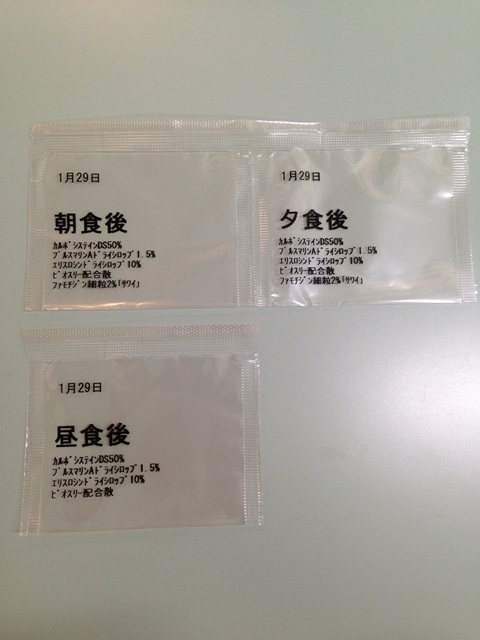 1月29日
朝食後
カルボシステインDS50%
プルスマリンAドライシロップ1.5%
エリスロシンドライシロップ10%
ビオスリー配合散
ファモチジン細粒2%｢サワイ｣
1月29日
夕食後
カルボシステインDS50%
プルスマリンAドライシロップ1.5%
エリスロシンドライシロップ10%
ビオスリー配合散
ファモチジン細粒2%｢サワイ｣
1月29日
昼食後
カルボシステインDS50%
プルスマリンAドライシロップ1.5%
エリスロシンドライシロップ10%
ビオスリー配合散